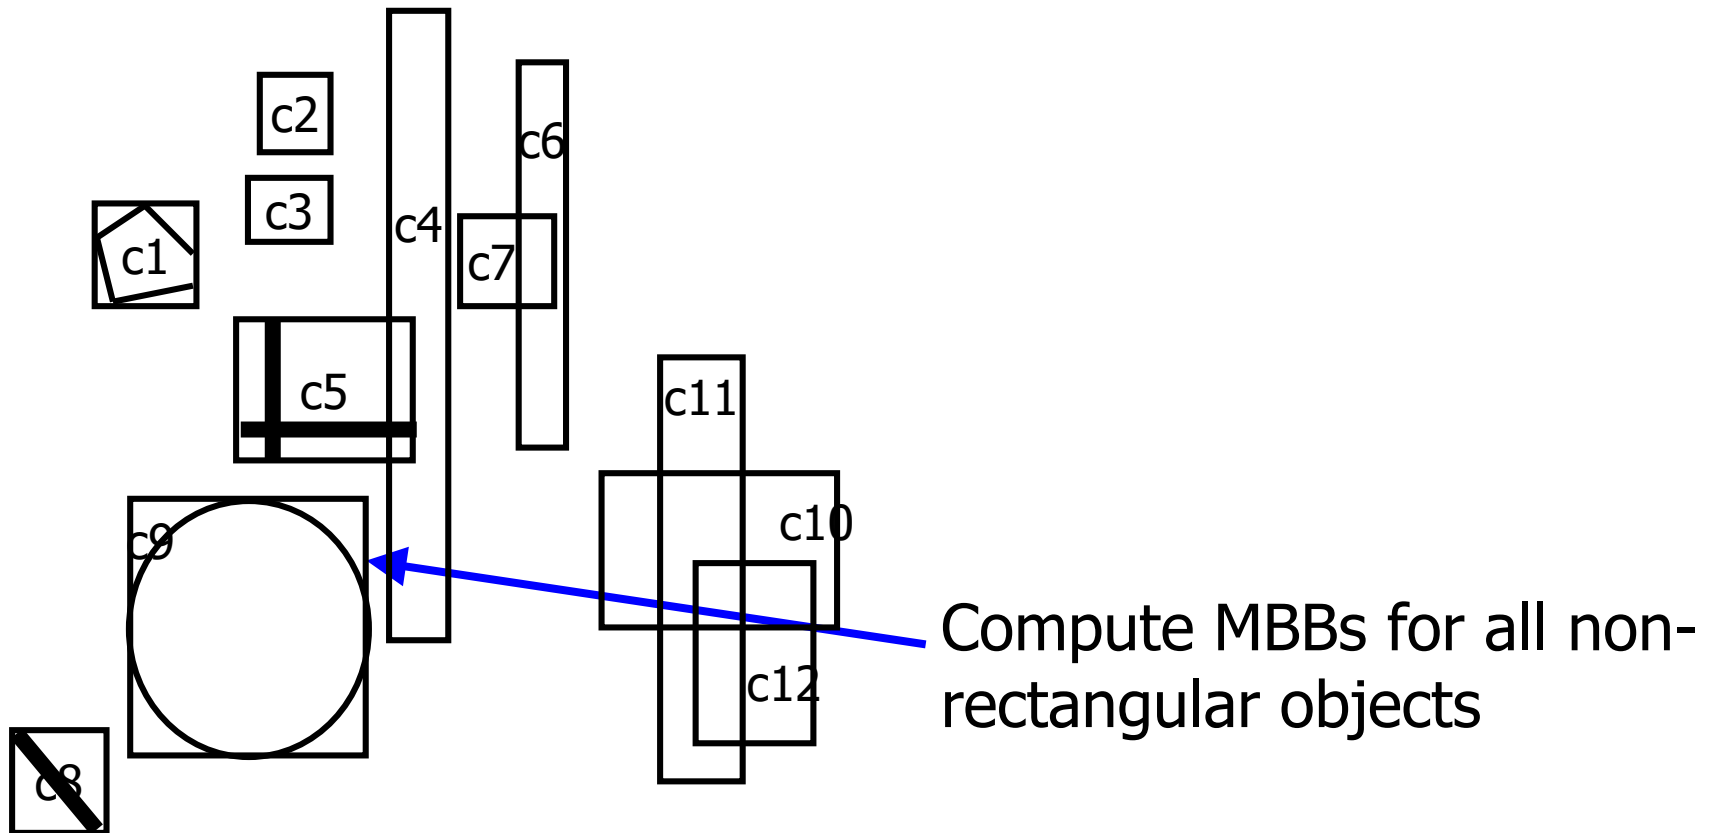 c2
c6
c3
c4
c1
c7
c5
c11
c10
c9
Compute MBBs for all non-
rectangular objects
c12
c8